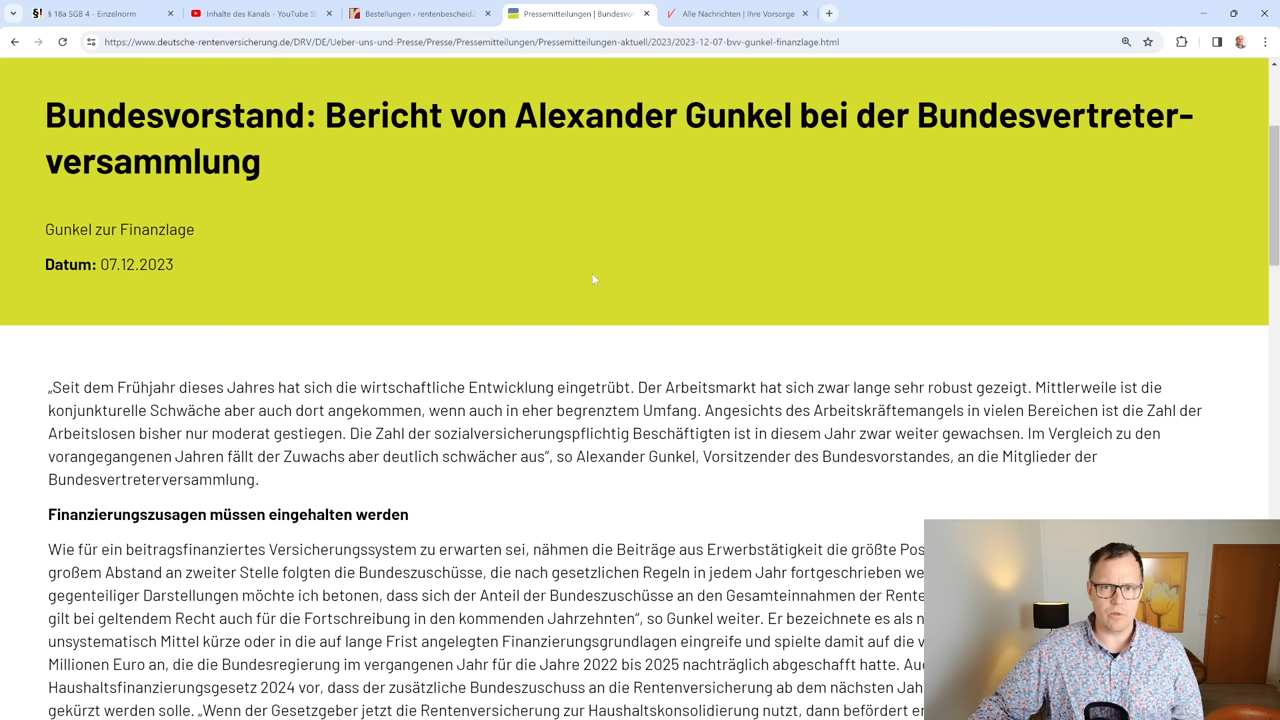 § 18a SGB 4 - Einzelnorm
Inhalte des Kanals - YouTube St
Bestellungen ‹ rentenbescheid
Pressemitteilungen | Bundesvor
Alle Nachrichten | Ihre Vorsorge
https://www.deutsche-rentenversicherung.de/DRV/DE/Ueber-uns-und-Presse/Presse/Pressemitteilungen/Pressemitteilungen-aktuell/2023/2023-12-07-bvv-gunkel-finanzlage.html
Bundesvorstand: Bericht von Alexander Gunkel bei der Bundesvertreter-
versammlung
Gunkel zur Finanzlage
Datum: 07.12.2023
„Seit dem Frühjahr dieses Jahres hat sich die wirtschaftliche Entwicklung eingetrübt. Der Arbeitsmarkt hat sich zwar lange sehr robust gezeigt. Mittlerweile ist die
konjunkturelle Schwäche aber auch dort angekommen, wenn auch in eher begrenztem Umfang. Angesichts des Arbeitskräftemangels in vielen Bereichen ist die Zahl der
Arbeitslosen bisher nur moderat gestiegen. Die Zahl der sozialversicherungspflichtig Beschäftigten ist in diesem Jahr zwar weiter gewachsen. Im Vergleich zu den
vorangegangenen Jahren fällt der Zuwachs aber deutlich schwächer aus“, so Alexander Gunkel, Vorsitzender des Bundesvorstandes, an die Mitglieder der
Bundesvertreterversammlung.
Finanzierungszusagen müssen eingehalten werden
Wie für ein beitragsfinanziertes Versicherungssystem zu erwarten sei, nähmen die Beiträge aus Erwerbstätigkeit die größte Pos
großem Abstand an zweiter Stelle folgten die Bundeszuschüsse, die nach gesetzlichen Regeln in jedem Jahr fortgeschrieben we
gegenteiliger Darstellungen möchte ich betonen, dass sich der Anteil der Bundeszuschüsse an den Gesamteinnahmen der Rente
gilt bei geltendem Recht auch für die Fortschreibung in den kommenden Jahrzehnten“, so Gunkel weiter. Er bezeichnete es als n
unsystematisch Mittel kürze oder in die auf lange Frist angelegten Finanzierungsgrundlagen eingreife und spielte damit auf die v
Millionen Euro an, die die Bundesregierung im vergangenen Jahr für die Jahre 2022 bis 2025 nachträglich abgeschafft hatte. Au
Haushaltsfinanzierungsgesetz 2024 vor, dass der zusätzliche Bundeszuschuss an die Rentenversicherung ab dem nächsten Jah
gekürzt werden solle. „Wenn der Gesetzgeber jetzt die Rentenversicherung zur Haushaltskonsolidierung nutzt, dann befördert er